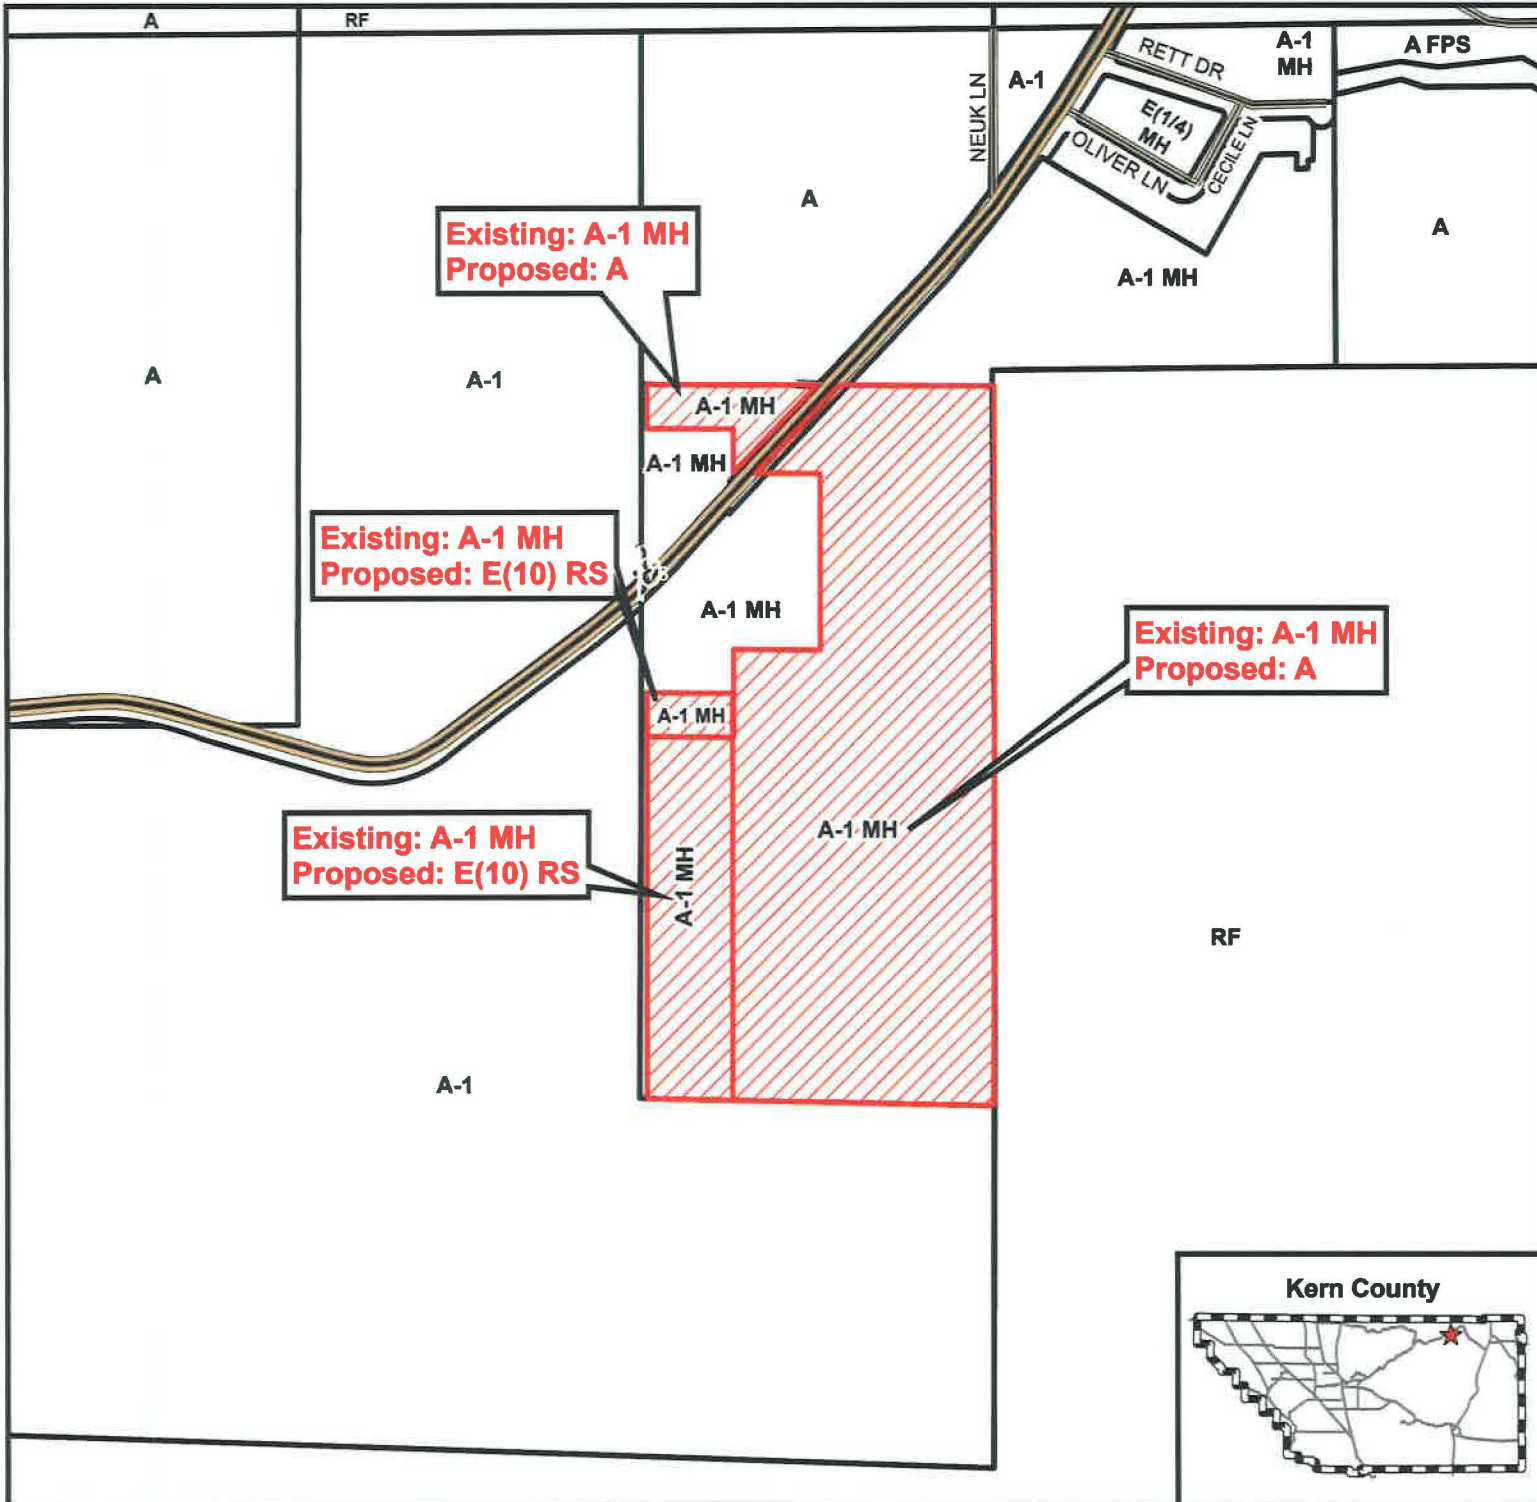 A
RF
A-1
MH
A FPS
RETT DR
A-1
NEUK LN
E(1/4)
MH
OLIVER LN
CECILE LN
A
A
A-1 MH
Existing: A-1 MH
Proposed: A
A
A-1
A-1 MH
A-1 MH
Existing: A-1 MH
Proposed: E(10) RS
A-1 MH
Existing: A-1 MH
Proposed: A
A-1 MH
A-1 MH
Existing: A-1 MH
Proposed: E(10) RS
A-1 MH
RF
A-1
Kern County